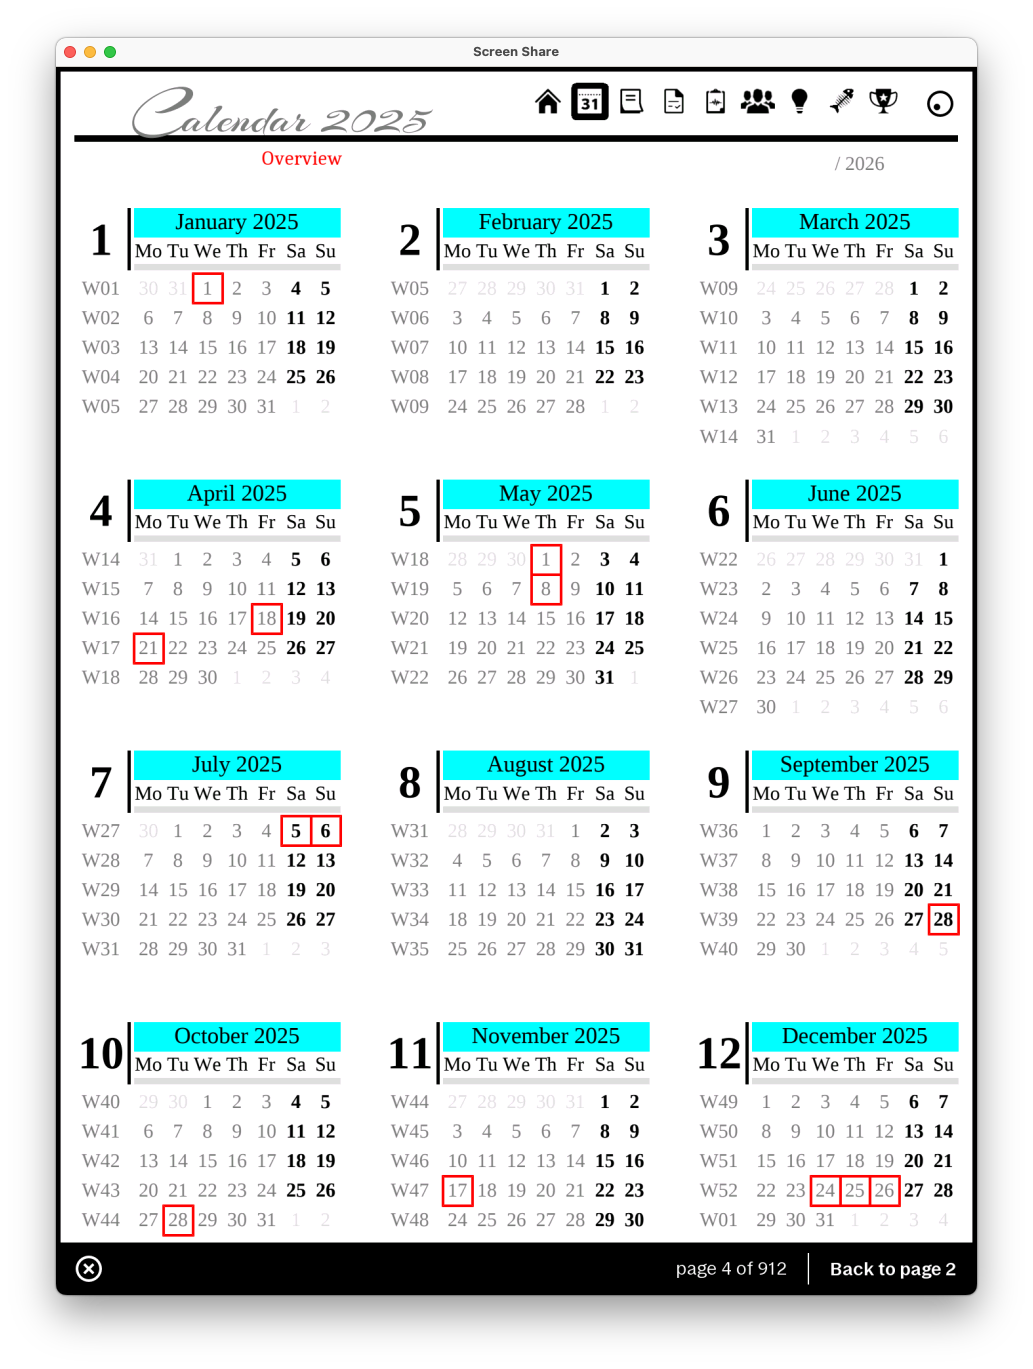 Screen Share
Calendar 2025
31
Overview
/ 2026
1 January 2025
Mo Tu We Th Fr Sa Su
W01 30 31 1 2 3 4 5
W02 6 7 8 9 10 11 12
W03 13 14 15 16 17 18 19
W04 20 21 22 23 24 25 26
W05 27 28 29 30 31 1 2
2 February 2025
Mo Tu We Th Fr Sa Su
W05 27 28 29 30 31 1 2
W06 3 4 5 6 7 8 9
W07 10 11 12 13 14 15 16
W08 17 18 19 20 21 22 23
W09 24 25 26 27 28 1 2
3 March 2025
Mo Tu We Th Fr Sa Su
W09 24 25 26 27 28 1 2
W10 3 4 5 6 7 8 9
W11 10 11 12 13 14 15 16
W12 17 18 19 20 21 22 23
W13 24 25 26 27 28 29 30
W14 31 1 2 3 4 5 6
4 April 2025
Mo Tu We Th Fr Sa Su
W14 31 1 2 3 4 5 6
W15 7 8 9 10 11 12 13
W16 14 15 16 17 18 19 20
W17 21 22 23 24 25 26 27
W18 28 29 30 1 2 3 4
5 May 2025
Mo Tu We Th Fr Sa Su
W18 28 29 30 1 2 3 4
W19 5 6 7 8 9 10 11
W20 12 13 14 15 16 17 18
W21 19 20 21 22 23 24 25
W22 26 27 28 29 30 31 1
6 June 2025
Mo Tu We Th Fr Sa Su
W22 26 27 28 29 30 31 1
W23 2 3 4 5 6 7 8
W24 9 10 11 12 13 14 15
W25 16 17 18 19 20 21 22
W26 23 24 25 26 27 28 29
W27 30 1 2 3 4 5 6
7 July 2025
Mo Tu We Th Fr Sa Su
W27 30 1 2 3 4 5 6
W28 7 8 9 10 11 12 13
W29 14 15 16 17 18 19 20
W30 21 22 23 24 25 26 27
W31 28 29 30 31 1 2 3
8 August 2025
Mo Tu We Th Fr Sa Su
W31 28 29 30 31 1 2 3
W32 4 5 6 7 8 9 10
W33 11 12 13 14 15 16 17
W34 18 19 20 21 22 23 24
W35 25 26 27 28 29 30 31
9 September 2025
Mo Tu We Th Fr Sa Su
W36 1 2 3 4 5 6 7
W37 8 9 10 11 12 13 14
W38 15 16 17 18 19 20 21
W39 22 23 24 25 26 27 28
W40 29 30 1 2 3 4 5
10 October 2025
Mo Tu We Th Fr Sa Su
W40 29 30 1 2 3 4 5
W41 6 7 8 9 10 11 12
W42 13 14 15 16 17 18 19
W43 20 21 22 23 24 25 26
W44 27 28 29 30 31 1 2
11 November 2025
Mo Tu We Th Fr Sa Su
W44 27 28 29 30 31 1 2
W45 3 4 5 6 7 8 9
W46 10 11 12 13 14 15 16
W47 17 18 19 20 21 22 23
W48 24 25 26 27 28 29 30
12 December 2025
Mo Tu We Th Fr Sa Su
W49 1 2 3 4 5 6 7
W50 8 9 10 11 12 13 14
W51 15 16 17 18 19 20 21
W52 22 23 24 25 26 27 28
W01 29 30 31 1 2 3 4
page 4 of 912
Back to page 2